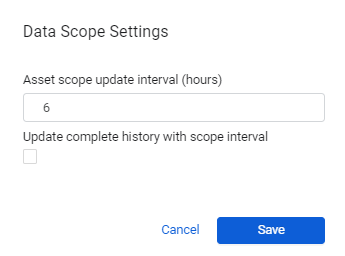 Data Scope Settings
Asset scope update interval (hours)
6
Update complete history with scope interval
Cancel
Save